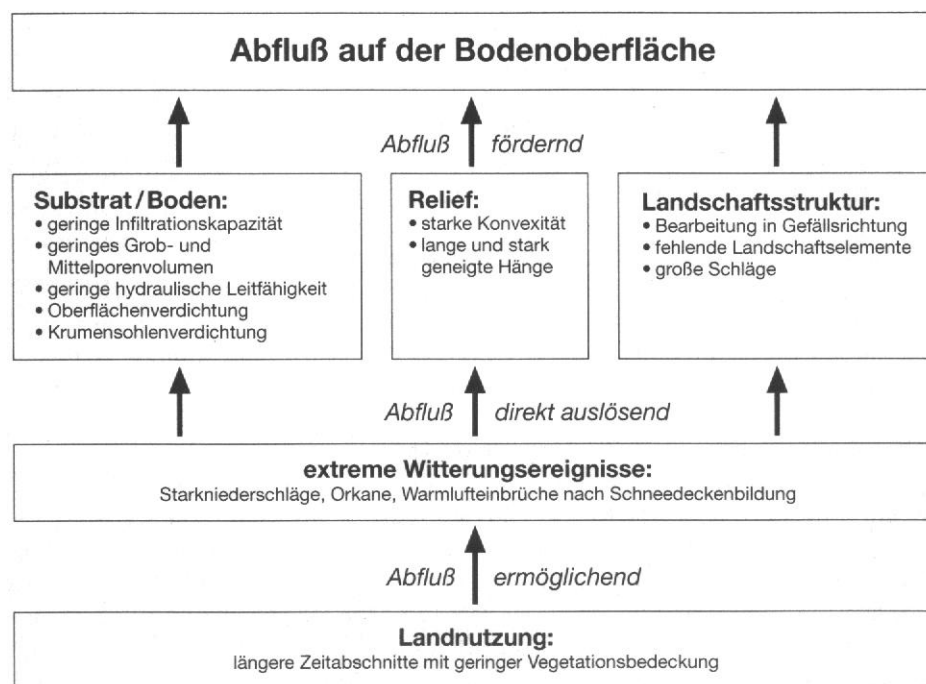 Abfluß auf der Bodenoberfläche
Abfluß fördernd
Substrat/Boden:
• geringe Infiltrationskapazität
• geringes Grob- und
Mittelporenvolumen
• geringe hydraulische Leitfähigkeit
• Oberflächenverdichtung
• Krumensohlenverdichtung
Relief:
• starke Konvexität
• lange und stark
geneigte Hänge
Landschaftsstruktur:
• Bearbeitung in Gefällsrichtung
• fehlende Landschaftselemente
• große Schläge
Abfluß direkt auslösend
extreme Witterungsereignisse:
Starkniederschläge, Orkane, Warmlufteinbrüche nach Schneedeckenbildung
Abfluß ermöglichend
Landnutzung:
längere Zeitabschnitte mit geringer Vegetationsbedeckung